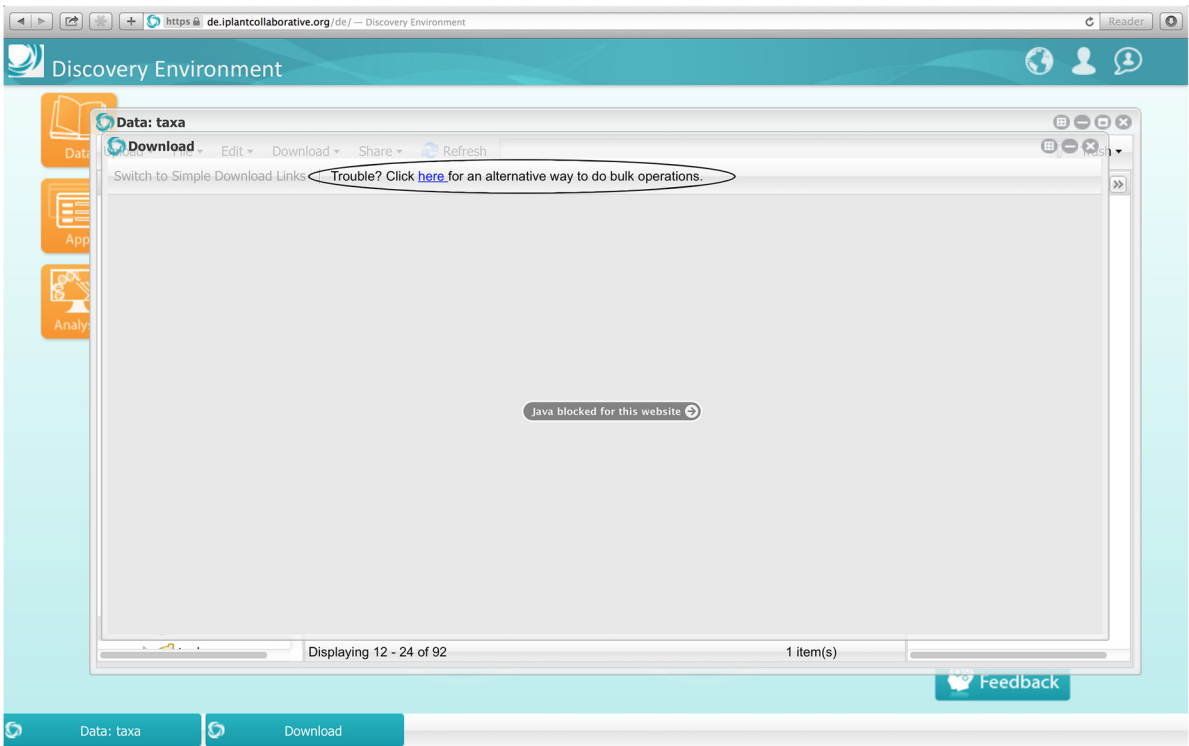 https de.iplantcollaborative.org/de/ — Discovery Environment
Reader
Discovery Environment
Data: taxa
Download
Edit Download Share Refresh
Switch to Simple Download Links Trouble? Click here for an alternative way to do bulk operations.
Java blocked for this website
Displaying 12 - 24 of 92 1 item(s)
Feedback
Data: taxa Download